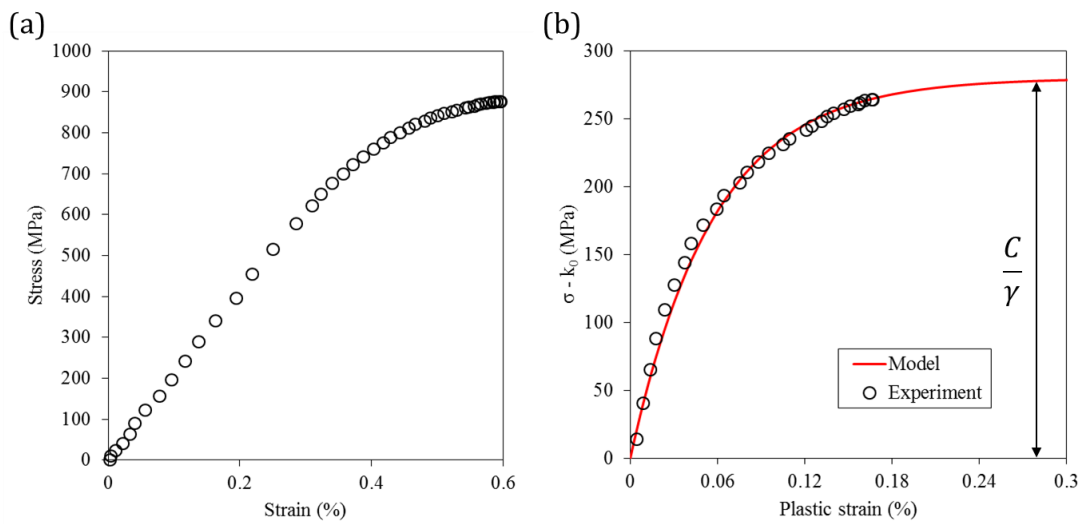 (a)
1000
900
800
700
600
500
400
300
200
100
0
Stress (MPa)
0
0.2
0.4
0.6
Strain (%)
(b)
300
250
200
150
100
50
0
σ - k₀ (MPa)
C
γ
Model
Experiment
0
0.06
0.12
0.18
0.24
0.3
Plastic strain (%)